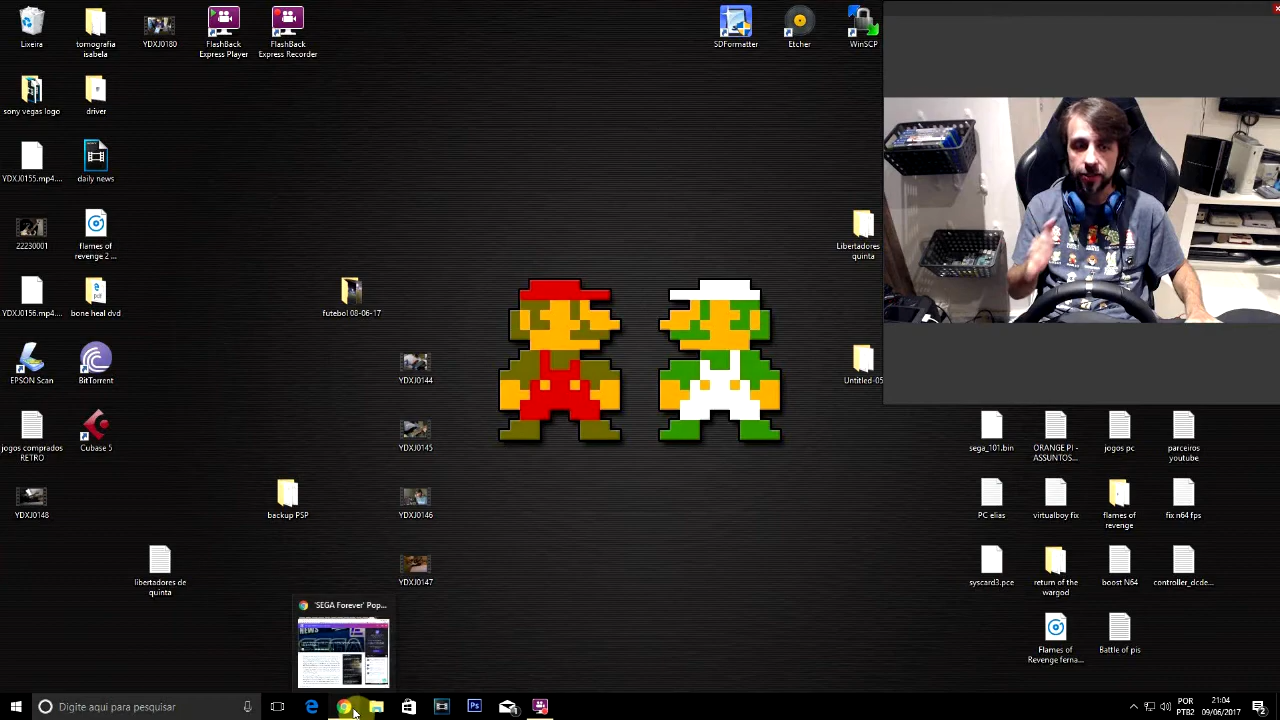 Lixeira
tomografia
isabela
YDXJ0180
FlashBack
Express Player
FlashBack
Express Recorder
SDFormatter
Etcher
WinSCP
sony vegas logo
driver
YDXJ0155.mp4....
daily news
22230001
flames of
revenge 2 ...
Libertadores
quinta
YDXJ0156.mp4....
bone heal dvd
futebol 08-06-17
EPSON Scan
BitTorrent
YDXJ0144
Untitled-05
jogos comprados
RETRO
Cubase 5
YDXJ0145
sega_101.bin
ORANGE PI -
ASSUNTOS...
jogos pc
parceiros
youtube
YDXJ0148
backup PSP
YDXJ0146
PC elias
virtualboy fix
flames of
revenge
fix n64 fps
libertadores de
quinta
YDXJ0147
syscard3.pce
return of the
wargod
boost N64
controller_dcde...
'SEGA Forever' Pop...
NEWS
Flames of
revenge ferna...
Battle of pis
Digite aqui para pesquisar
POR
PTB2
21:04
09/06/2017
2